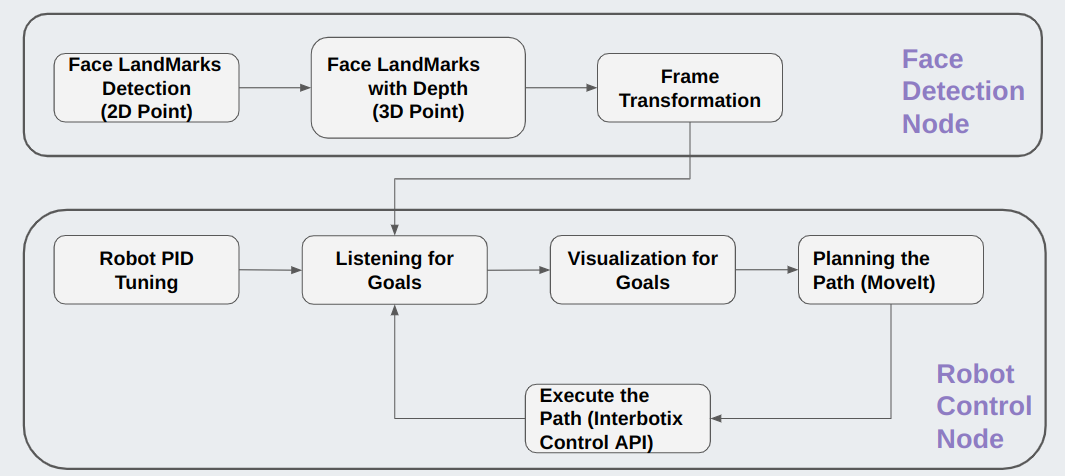 Face LandMarks
Detection
(2D Point)
Face LandMarks
with Depth
(3D Point)
Frame
Transformation
Face
Detection
Node
Robot PID
Tuning
Listening for
Goals
Visualization for
Goals
Planning the
Path (MoveIt)
Execute the
Path (Interbotix
Control API)
Robot
Control
Node